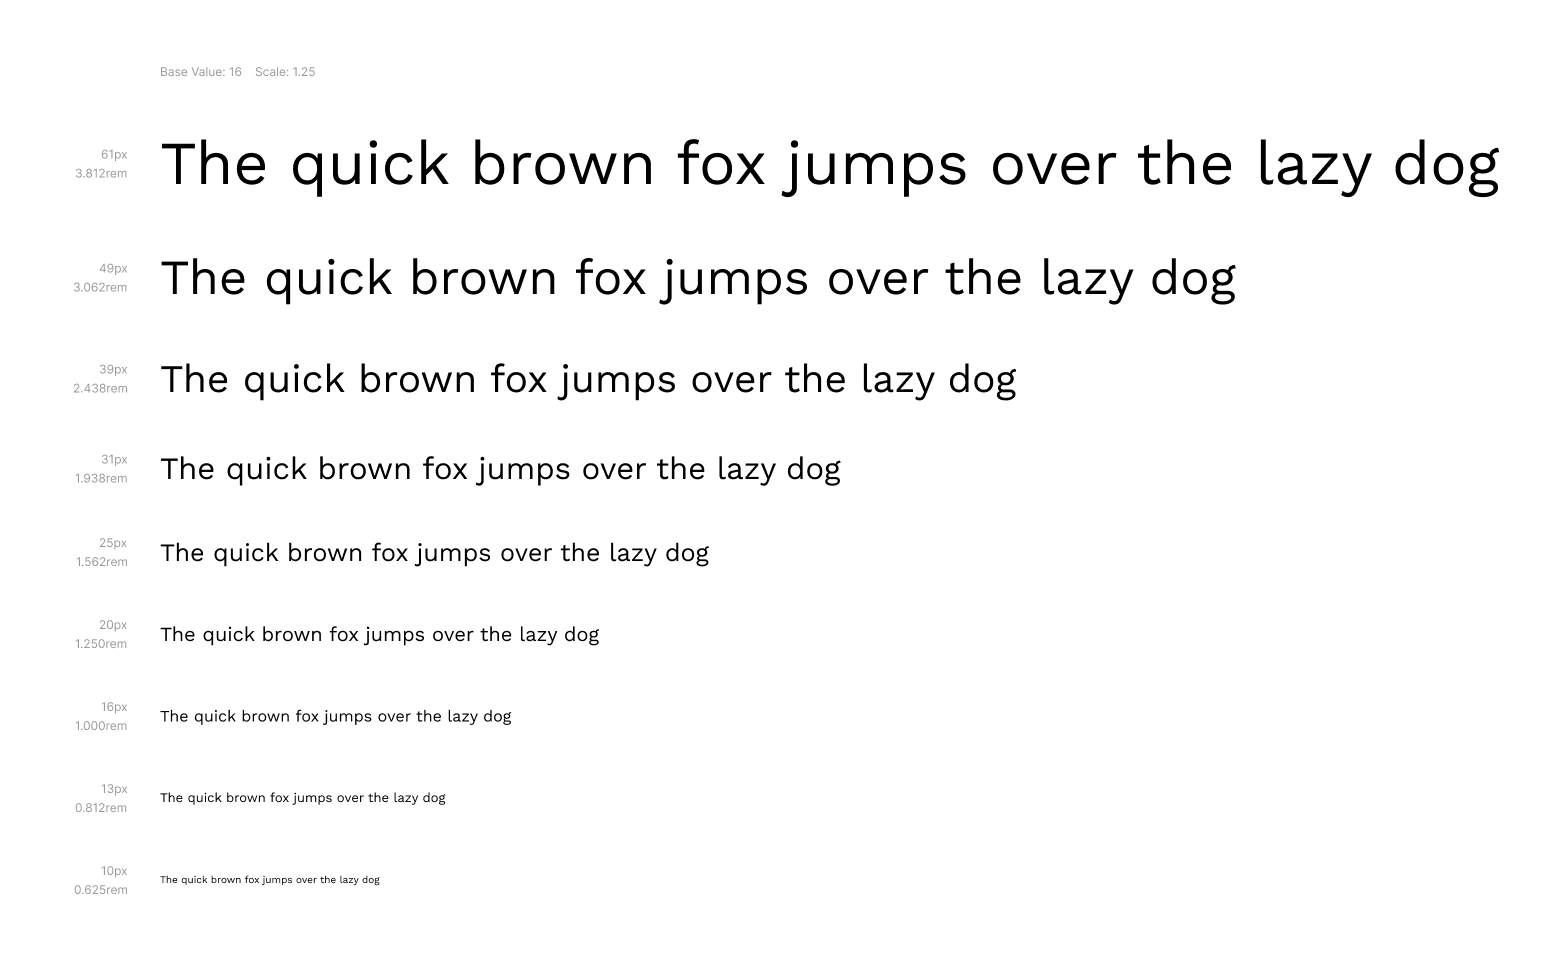 Base Value: 16 Scale: 1.25
61px
3.812rem
The quick brown fox jumps over the lazy dog
49px
3.062rem
The quick brown fox jumps over the lazy dog
39px
2.438rem
The quick brown fox jumps over the lazy dog
31px
1.938rem
The quick brown fox jumps over the lazy dog
25px
1.562rem
The quick brown fox jumps over the lazy dog
20px
1.250rem
The quick brown fox jumps over the lazy dog
16px
1.000rem
The quick brown fox jumps over the lazy dog
13px
0.812rem
The quick brown fox jumps over the lazy dog
10px
0.625rem
The quick brown fox jumps over the lazy dog